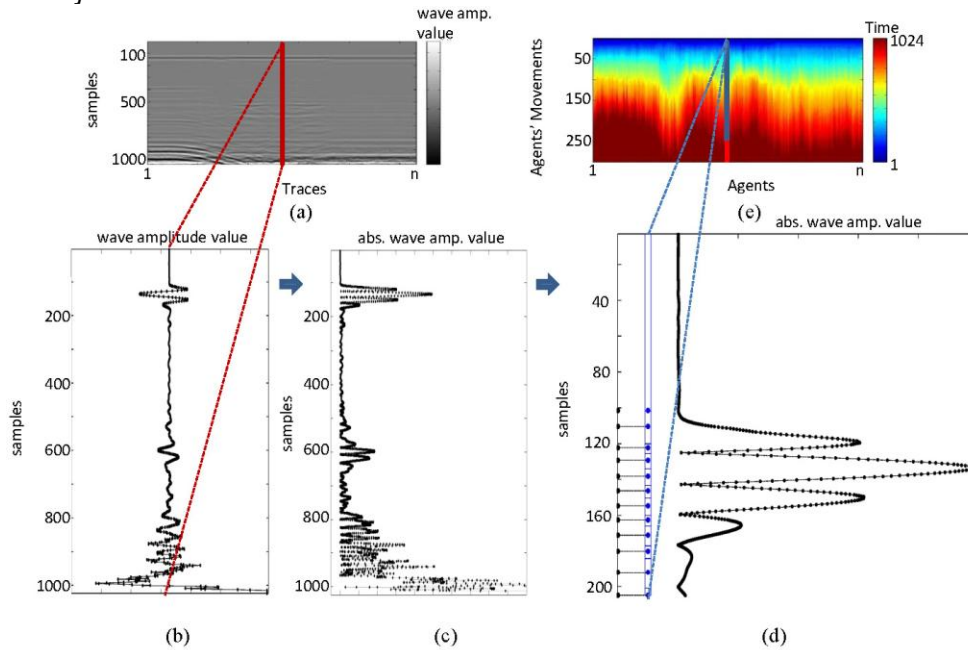 wave amp.
value
100
500
1000
samples
1
n
Traces
(a)
Time
1024
1
50
150
250
Agents' Movements
1
n
Agents
(e)
wave amplitude value
200
400
600
800
1000
samples
(b)
abs. wave amp. value
200
400
600
800
1000
samples
(c)
abs. wave amp. value
40
80
120
160
200
samples
(d)